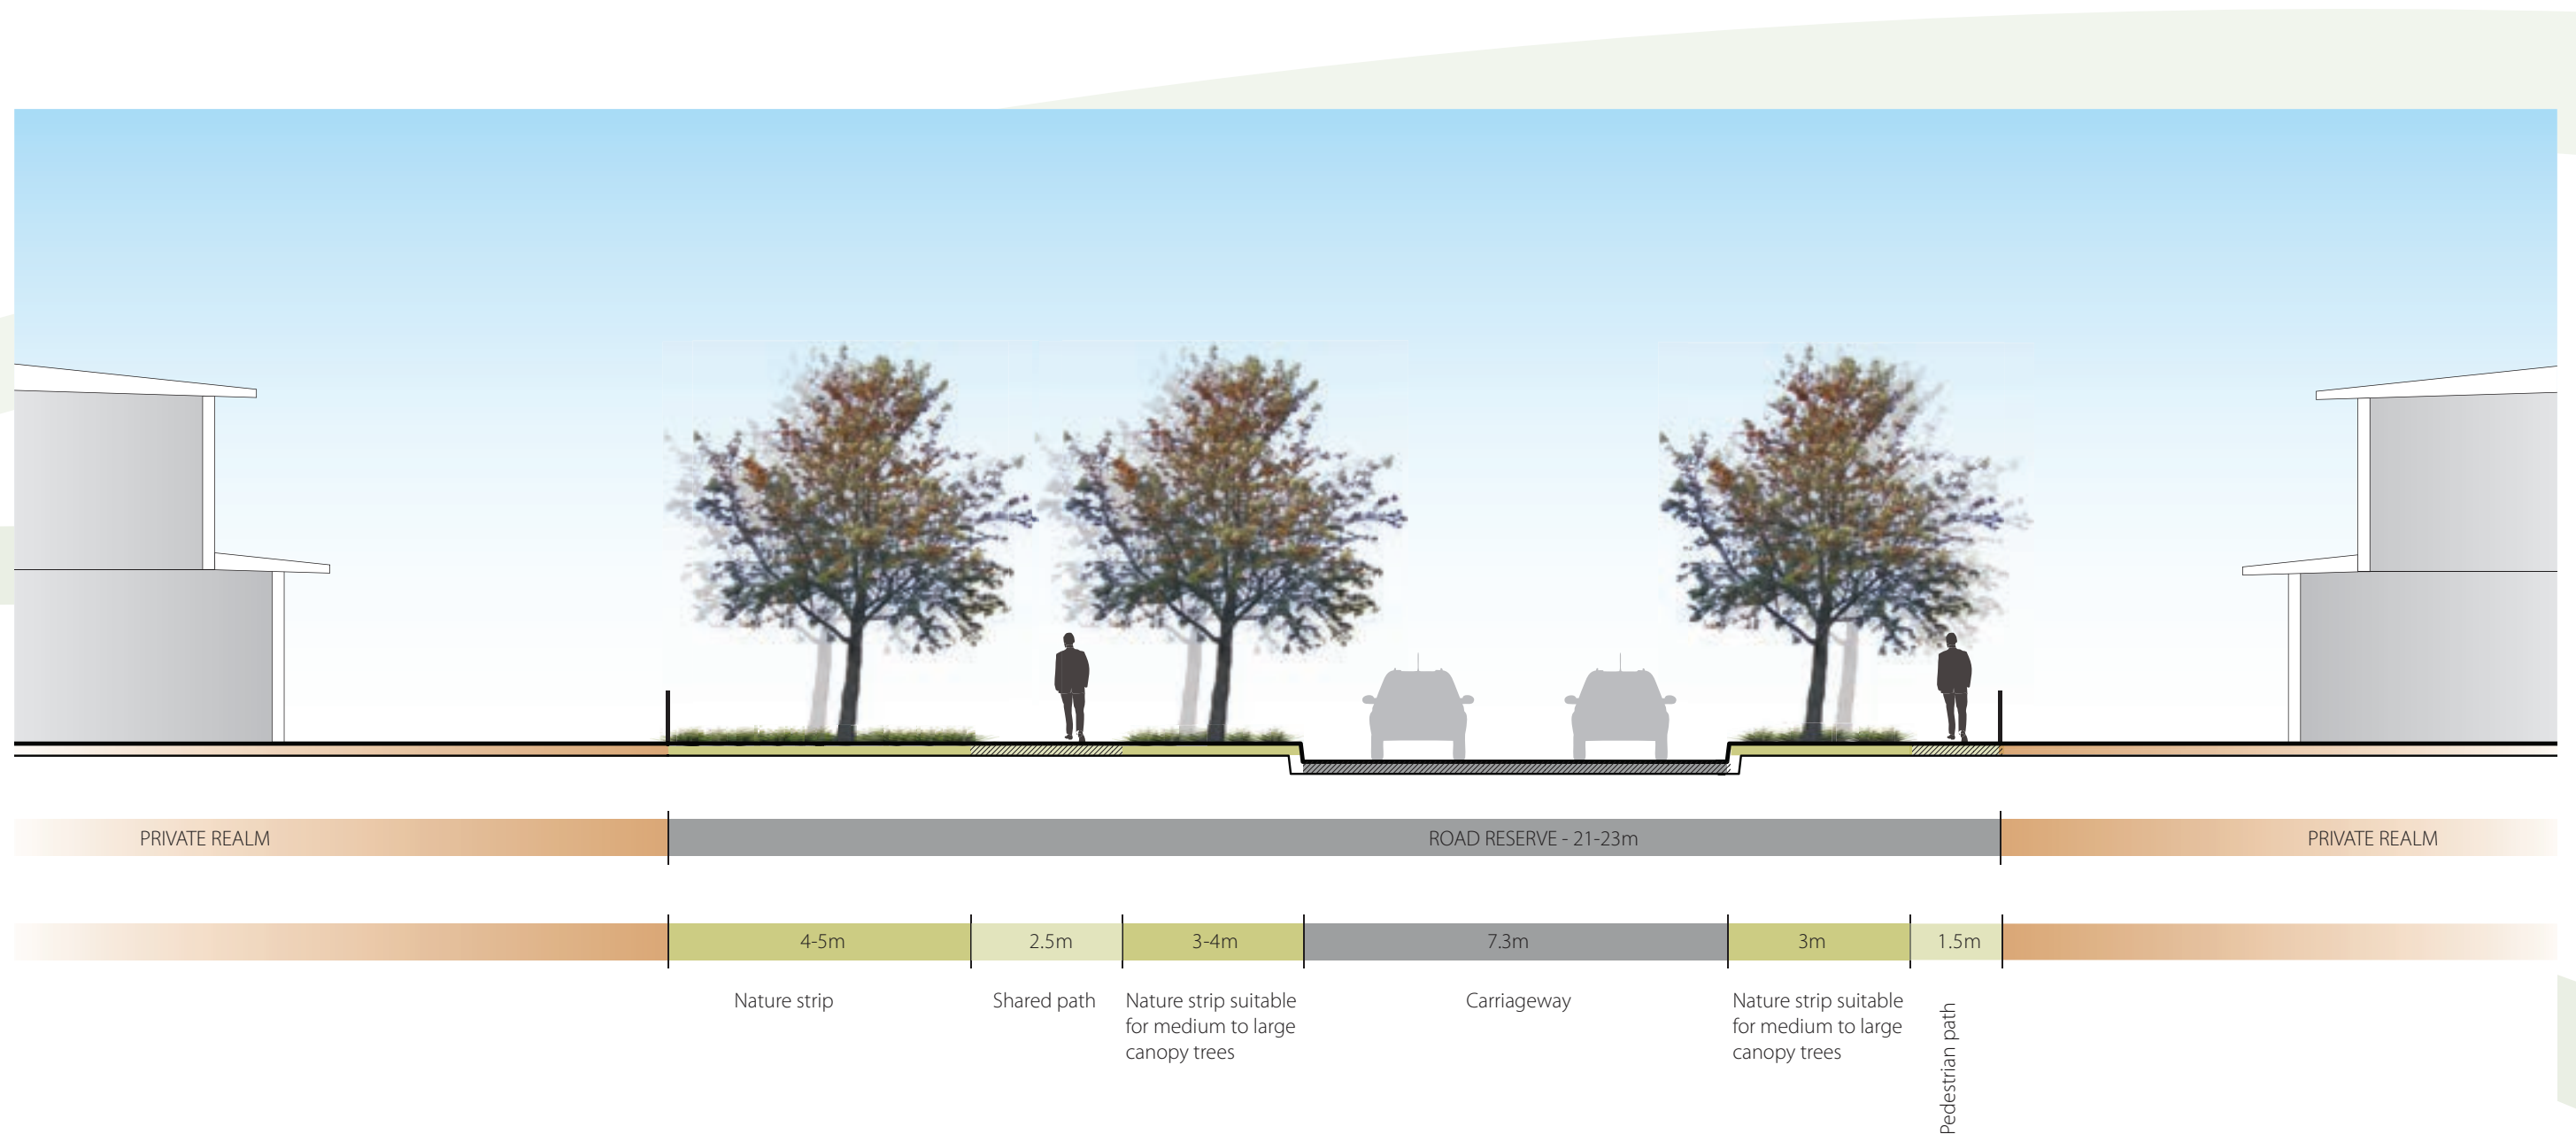 PRIVATE REALM
ROAD RESERVE - 21-23m
PRIVATE REALM
4-5m
2.5m
3-4m
7.3m
3m
1.5m
Nature strip
Shared path
Nature strip suitable
for medium to large
canopy trees
Carriageway
Nature strip suitable
for medium to large
canopy trees
Pedestrian path